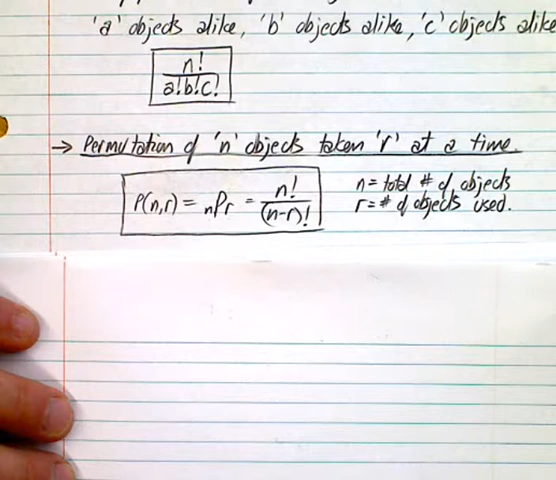 'a' objects alike, 'b' objects alike, 'c' objects alike
n!
a!b!c!
→ Permutation of 'n' objects taken 'r' at a time.
P(n,r) = nPr = n!/(n-r)!
n = total # of objects
r = # of objects used.